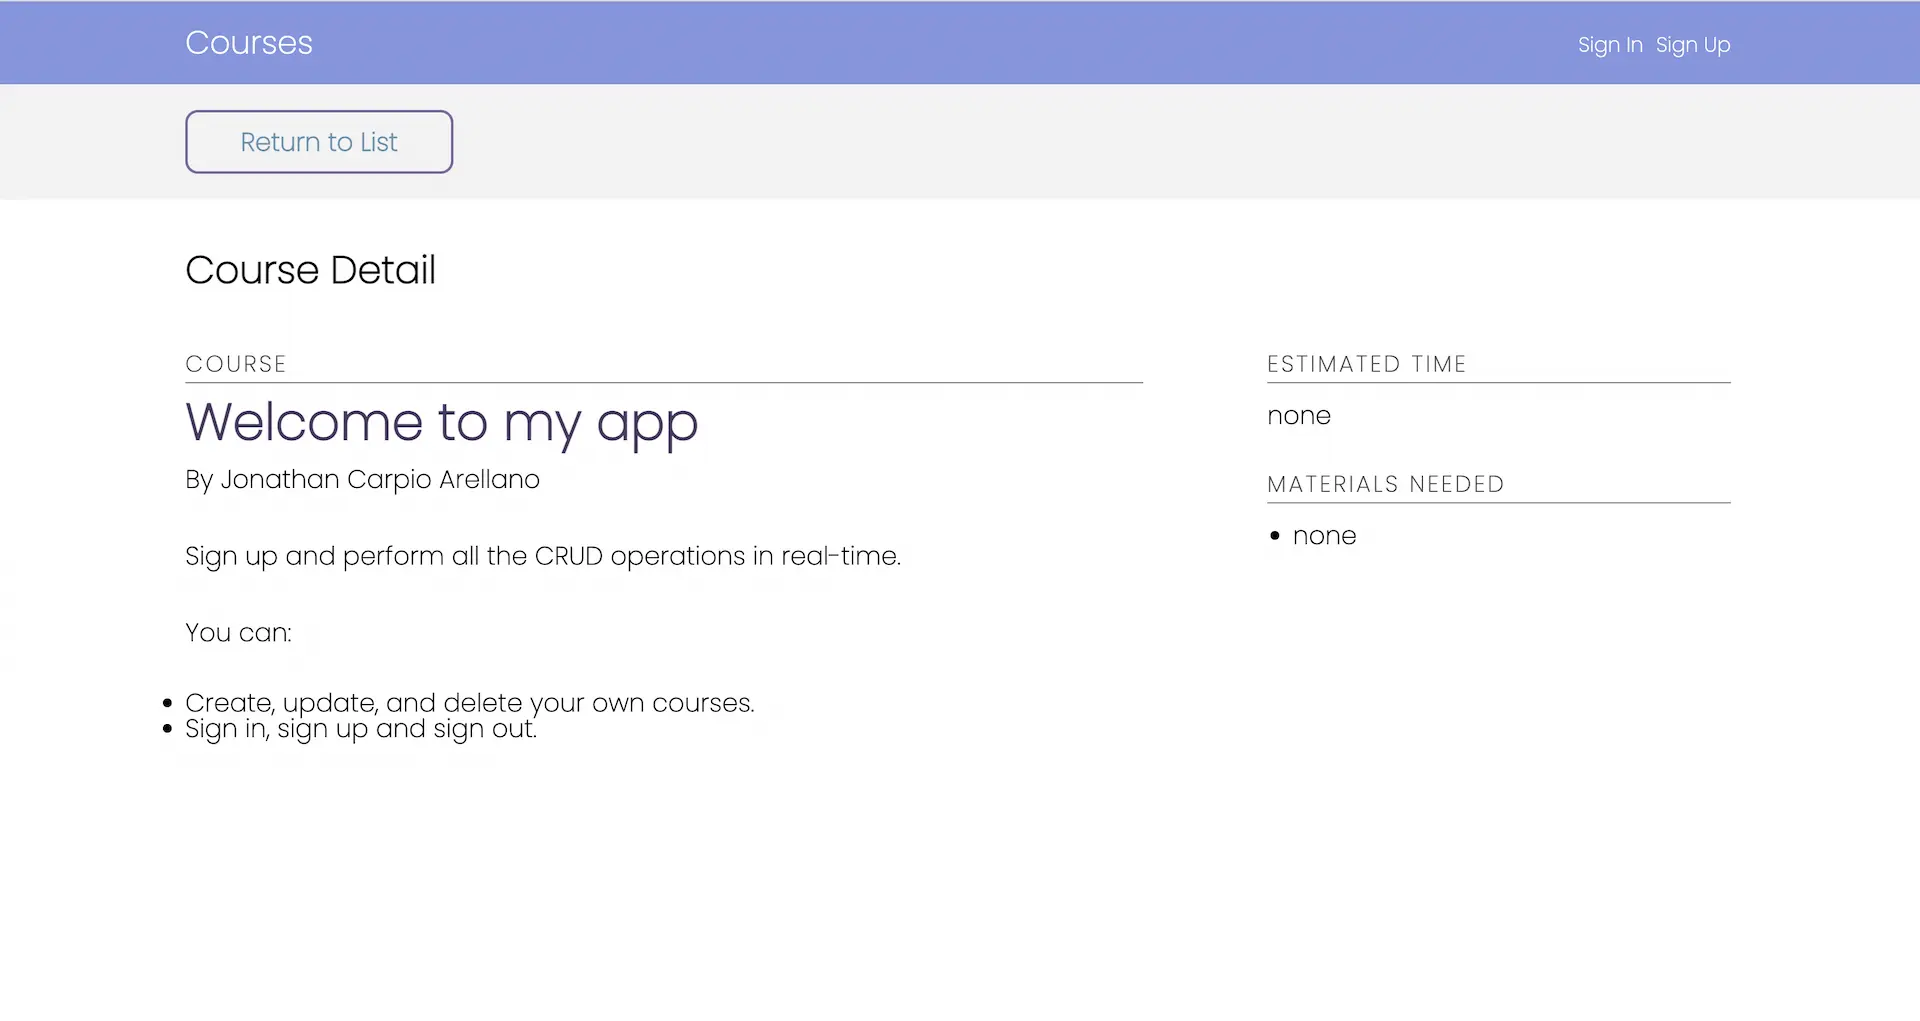 Courses
Sign In Sign Up
Return to List
Course Detail
COURSE
Welcome to my app
By Jonathan Carpio Arellano
Sign up and perform all the CRUD operations in real-time.
You can:
Create, update, and delete your own courses.
Sign in, sign up and sign out.
ESTIMATED TIME
none
MATERIALS NEEDED
none